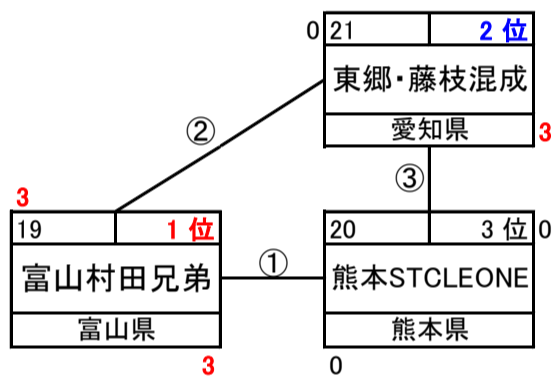 0 21 2 位
東郷・藤枝混成
愛知県 3
②
③
3
19 1 位
富山村田兄弟
富山県
3
①
20 3 位 0
熊本STCLEONE
熊本県
0